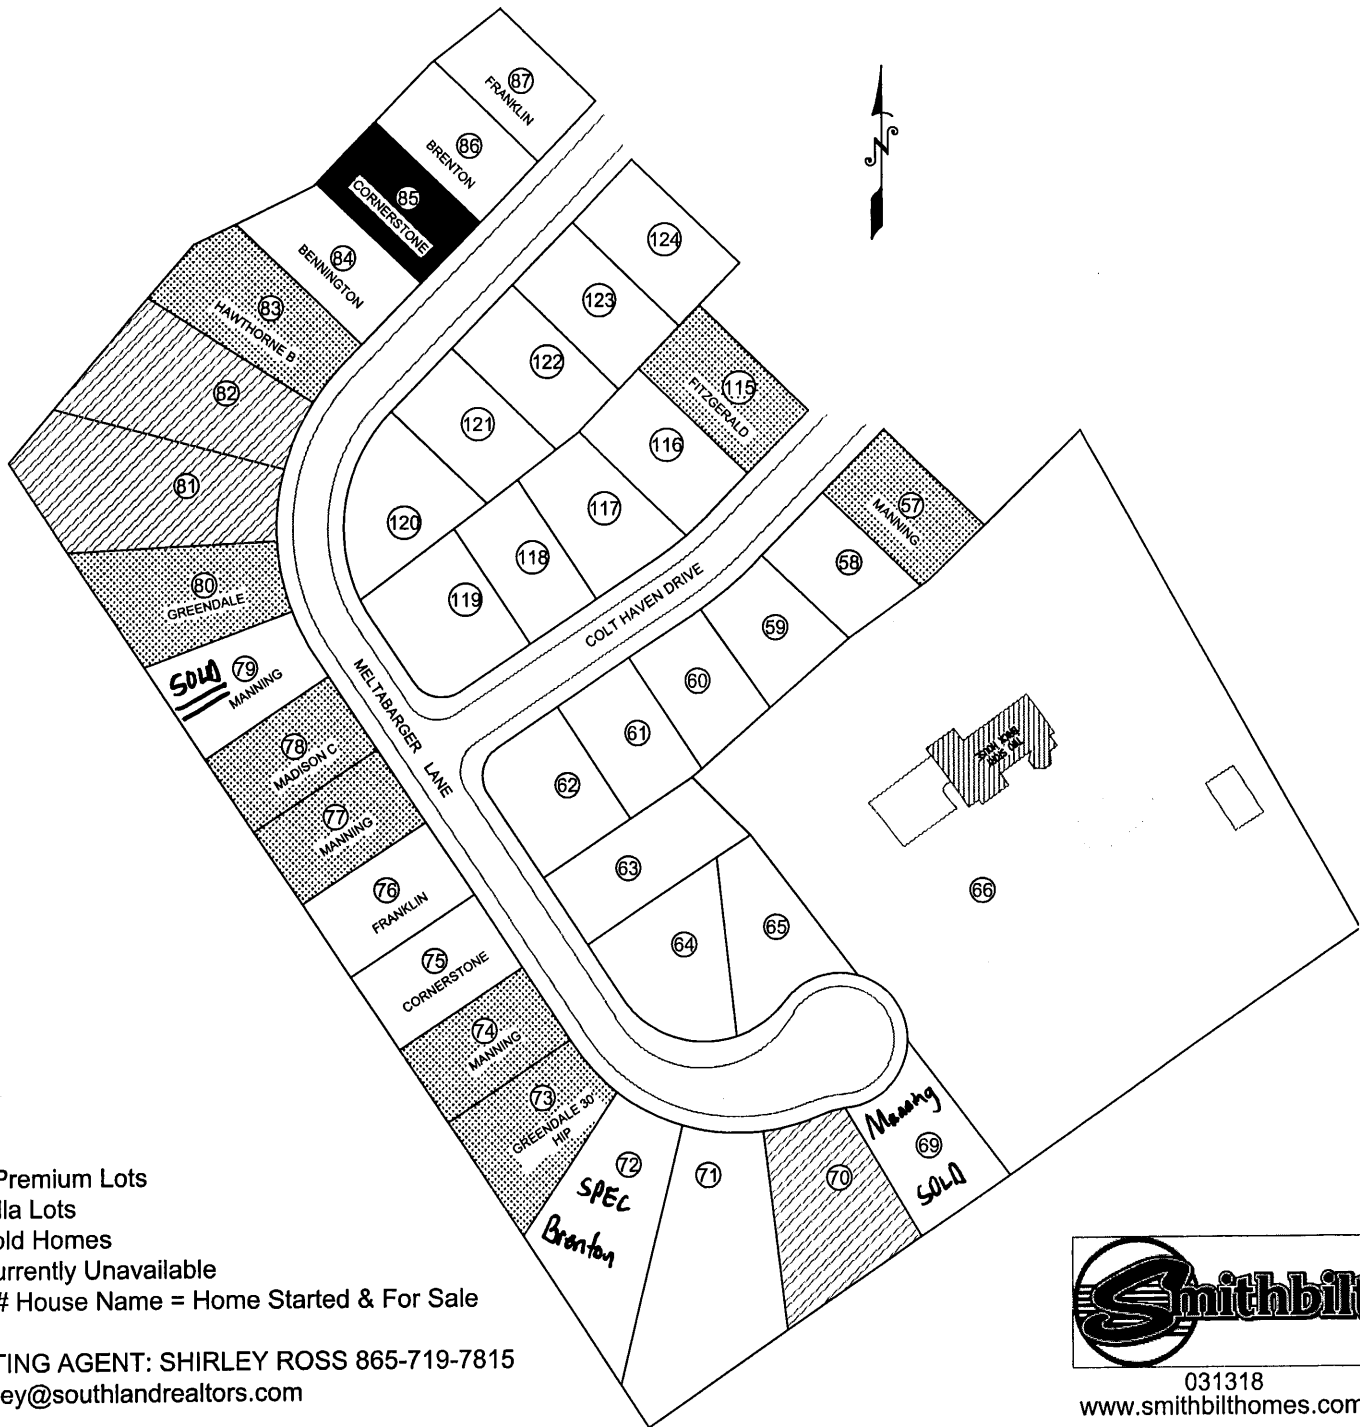 87
FRANKLIN
86
BRENTON
85
CORNERSTONE
84
BENNINGTON
83
HAWTHORNE B
82
81
80
GREENDALE
79
MANNING
SOLD
78
MADISON C
77
MANNING
76
FRANKLIN
75
CORNERSTONE
74
MANNING
73
GREENDALE 30'
HIP
72
SPEC
Brenton
71
70
Manning
69
SOLD
N
124
123
122
121
120
119
118
117
116
115
FITZGERALD
57
MANNING
58
59
60
61
62
63
64
65
66
TWO STORY
BRICK HOUSE
COLT HAVEN DRIVE
MELTABARGER LANE
Premium Lots
lla Lots
old Homes
urrently Unavailable
# House Name = Home Started & For Sale
TING AGENT: SHIRLEY ROSS 865-719-7815
ey@southlandrealtors.com
Smithbilt
031318
www.smithbilthomes.com